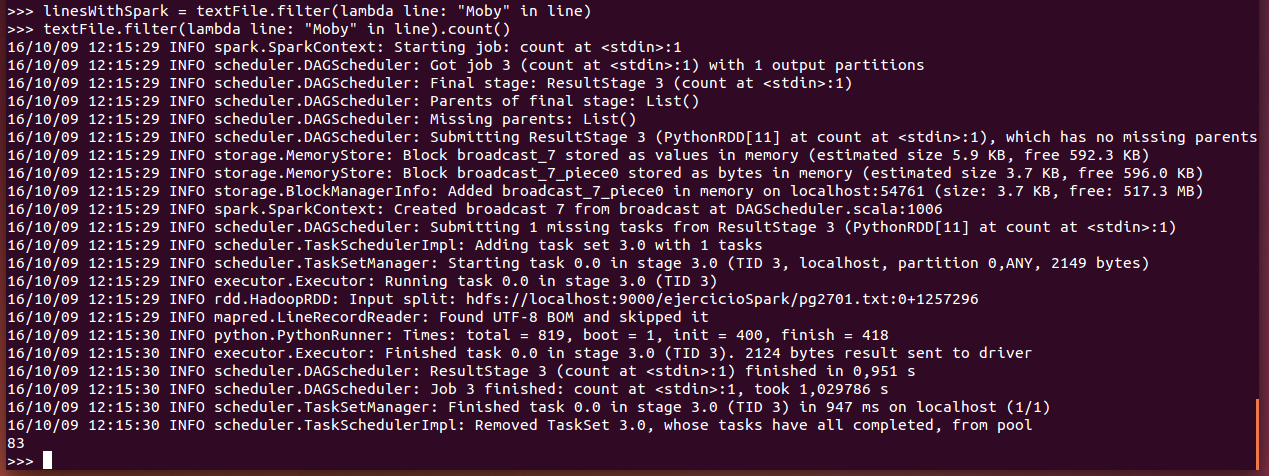 >>> linesWithSpark = textFile.filter(lambda line: "Moby" in line)
>>> textFile.filter(lambda line: "Moby" in line).count()
16/10/09 12:15:29 INFO spark.SparkContext: Starting job: count at <stdin>:1
16/10/09 12:15:29 INFO scheduler.DAGScheduler: Got job 3 (count at <stdin>:1) with 1 output partitions
16/10/09 12:15:29 INFO scheduler.DAGScheduler: Final stage: ResultStage 3 (count at <stdin>:1)
16/10/09 12:15:29 INFO scheduler.DAGScheduler: Parents of final stage: List()
16/10/09 12:15:29 INFO scheduler.DAGScheduler: Missing parents: List()
16/10/09 12:15:29 INFO scheduler.DAGScheduler: Submitting ResultStage 3 (PythonRDD[11] at count at <stdin>:1), which has no missing parents
16/10/09 12:15:29 INFO storage.MemoryStore: Block broadcast_7 stored as values in memory (estimated size 5.9 KB, free 592.3 KB)
16/10/09 12:15:29 INFO storage.MemoryStore: Block broadcast_7_piece0 stored as bytes in memory (estimated size 3.7 KB, free 596.0 KB)
16/10/09 12:15:29 INFO storage.BlockManagerInfo: Added broadcast_7_piece0 in memory on localhost:54761 (size: 3.7 KB, free: 517.3 MB)
16/10/09 12:15:29 INFO spark.SparkContext: Created broadcast 7 from broadcast at DAGScheduler.scala:1006
16/10/09 12:15:29 INFO scheduler.DAGScheduler: Submitting 1 missing tasks from ResultStage 3 (PythonRDD[11] at count at <stdin>:1)
16/10/09 12:15:29 INFO scheduler.TaskSchedulerImpl: Adding task set 3.0 with 1 tasks
16/10/09 12:15:29 INFO scheduler.TaskSetManager: Starting task 0.0 in stage 3.0 (TID 3, localhost, partition 0,ANY, 2149 bytes)
16/10/09 12:15:29 INFO executor.Executor: Running task 0.0 in stage 3.0 (TID 3)
16/10/09 12:15:29 INFO rdd.HadoopRDD: Input split: hdfs://localhost:9000/ejercicioSpark/pg2701.txt:0+1257296
16/10/09 12:15:29 INFO mapred.LineRecordReader: Found UTF-8 BOM and skipped it
16/10/09 12:15:30 INFO python.PythonRunner: Times: total = 819, boot = 1, init = 400, finish = 418
16/10/09 12:15:30 INFO executor.Executor: Finished task 0.0 in stage 3.0 (TID 3). 2124 bytes result sent to driver
16/10/09 12:15:30 INFO scheduler.DAGScheduler: ResultStage 3 (count at <stdin>:1) finished in 0,951 s
16/10/09 12:15:30 INFO scheduler.DAGScheduler: Job 3 finished: count at <stdin>:1, took 1,029786 s
16/10/09 12:15:30 INFO scheduler.TaskSetManager: Finished task 0.0 in stage 3.0 (TID 3) in 947 ms on localhost (1/1)
16/10/09 12:15:30 INFO scheduler.TaskSchedulerImpl: Removed TaskSet 3.0, whose tasks have all completed, from pool
83
>>>